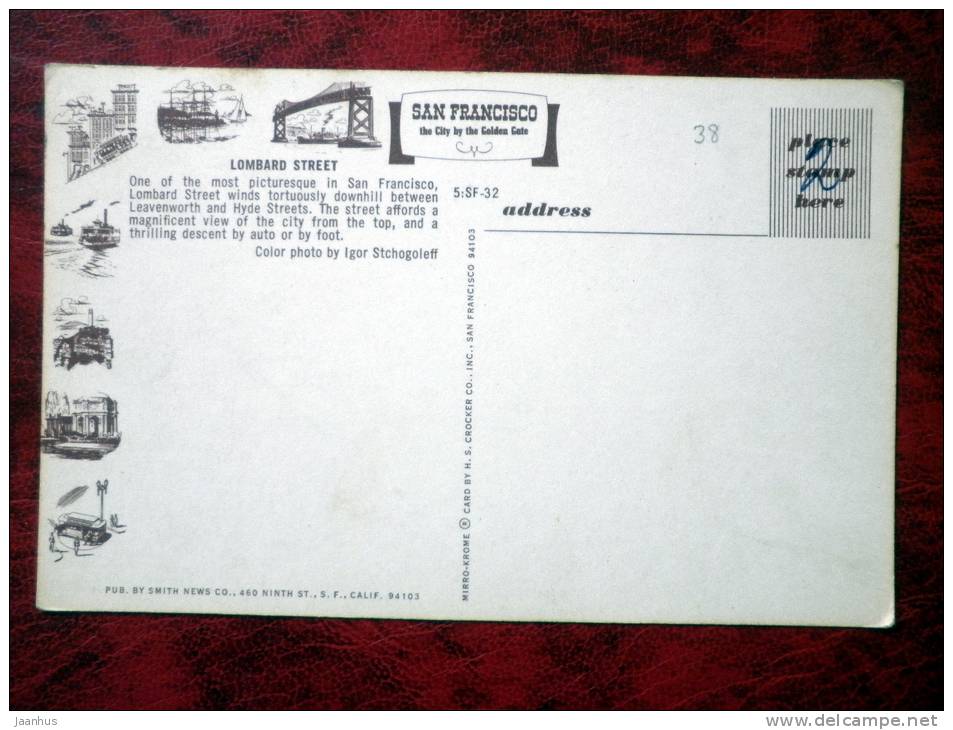 SAN FRANCISCO
the City by the Golden Gate
LOMBARD STREET
One of the most picturesque in San Francisco,
Lombard Street winds tortuously downhill between
Leavenworth and Hyde Streets. The street affords a
magnificent view of the city from the top, and a
thrilling descent by auto or by foot.
Color photo by Igor Stchogoleff
5:SF-32
address
38
place
stamp
here
2
MIRRO-KROME ® CARD BY H. S. CROCKER CO., INC., SAN FRANCISCO 94103
PUB. BY SMITH NEWS CO., 460 NINTH ST., S. F., CALIF. 94103
Jaanhus
www.delcampe.net